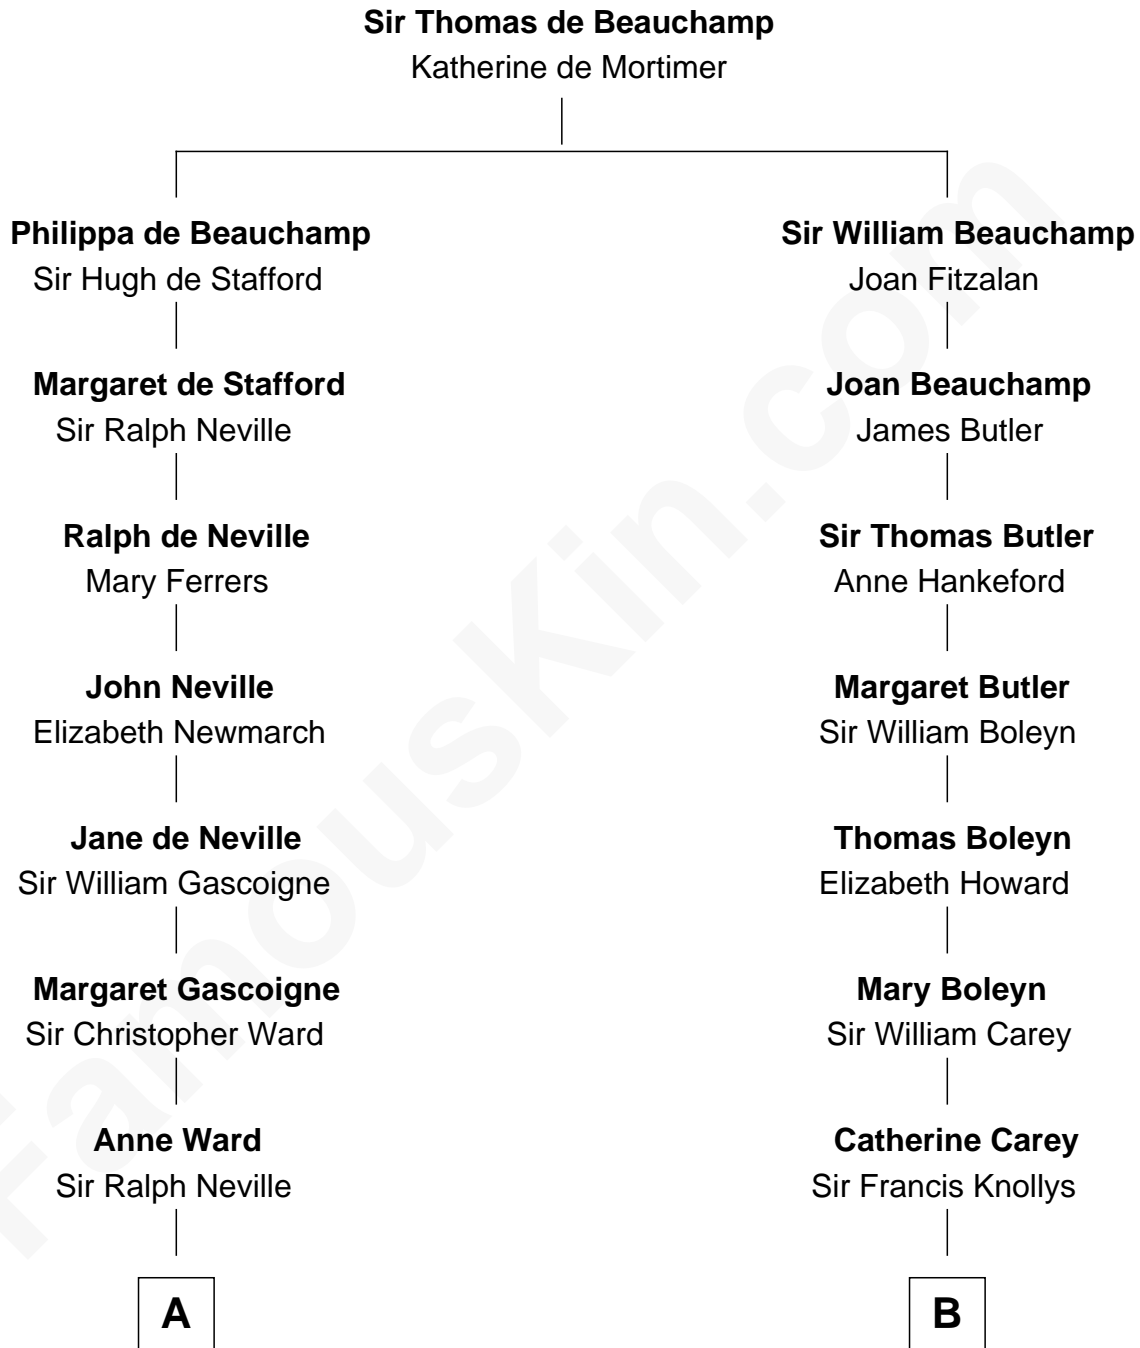 Sir Thomas de Beauchamp
Katherine de Mortimer
Philippa de Beauchamp
Sir Hugh de Stafford
Sir William Beauchamp
Joan Fitzalan
Margaret de Stafford
Sir Ralph Neville
Joan Beauchamp
James Butler
Ralph de Neville
Mary Ferrers
Sir Thomas Butler
Anne Hankeford
John Neville
Elizabeth Newmarch
Margaret Butler
Sir William Boleyn
Jane de Neville
Sir William Gascoigne
Thomas Boleyn
Elizabeth Howard
Margaret Gascoigne
Sir Christopher Ward
Mary Boleyn
Sir William Carey
Anne Ward
Sir Ralph Neville
Catherine Carey
Sir Francis Knollys
A
B
FamousKin.com